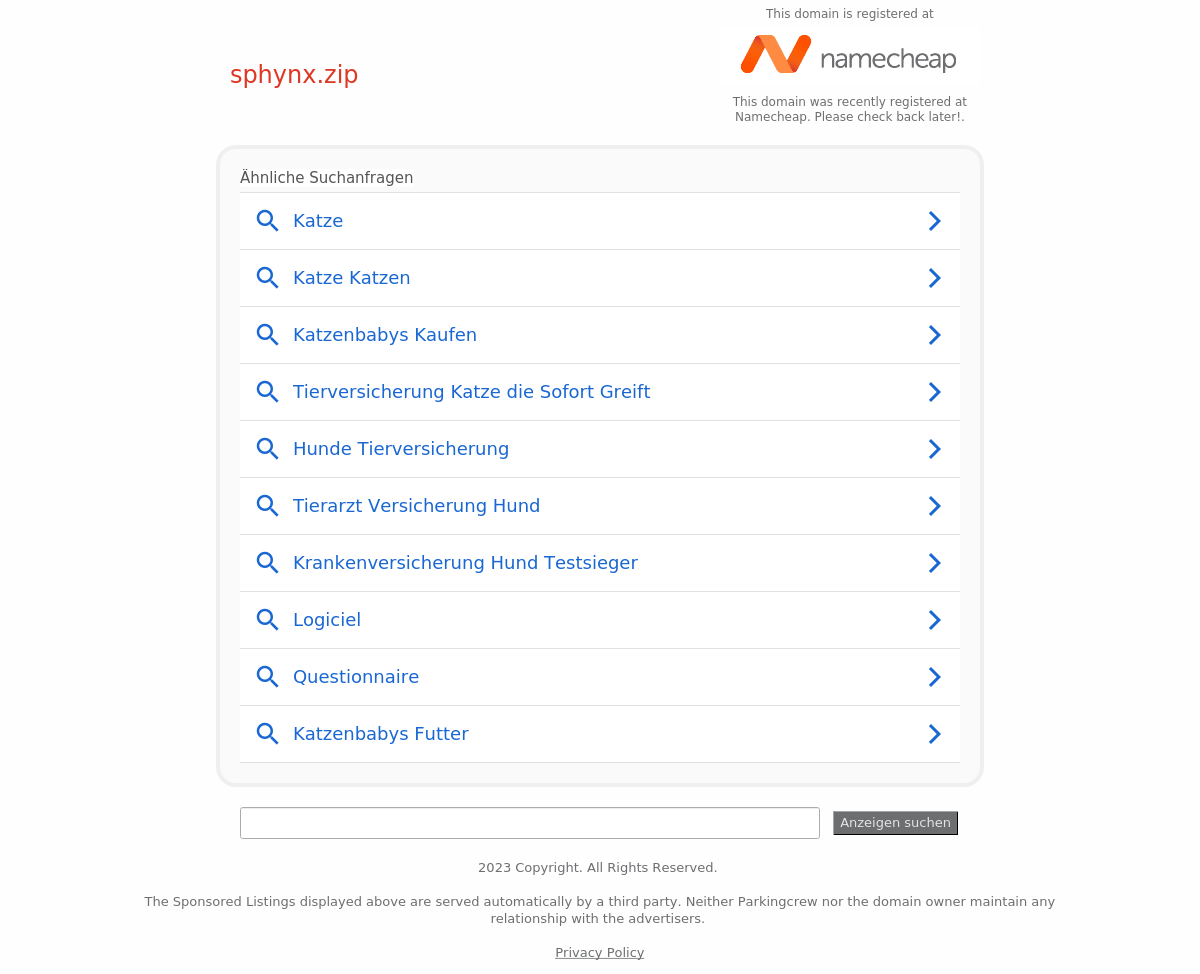 This domain is registered at
namecheap
sphynx.zip
This domain was recently registered at
Namecheap. Please check back later!.
Ähnliche Suchanfragen
Katze
Katze Katzen
Katzenbabys Kaufen
Tierversicherung Katze die Sofort Greift
Hunde Tierversicherung
Tierarzt Versicherung Hund
Krankenversicherung Hund Testsieger
Logiciel
Questionnaire
Katzenbabys Futter
Anzeigen suchen
2023 Copyright. All Rights Reserved.
The Sponsored Listings displayed above are served automatically by a third party. Neither Parkingcrew nor the domain owner maintain any
relationship with the advertisers.
Privacy Policy